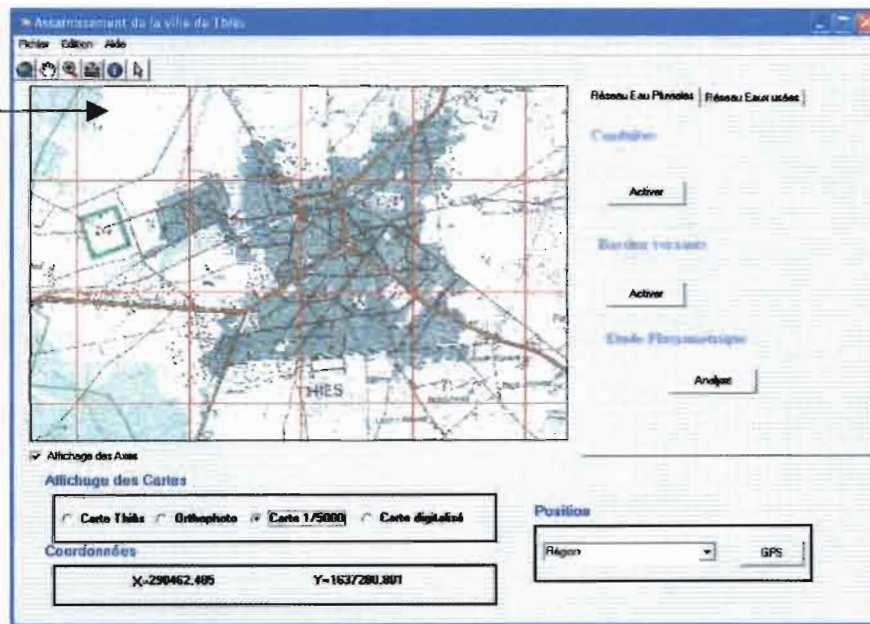 Assainissement de la ville de Thiès
Fichier Edition Aide
Réseau Eau Pluviales Réseau Eaux usées
Activer
Activer
Analyse
THIES
Affichage des Axes
Affichage des Cartes
Carte Thiès Orthophoto Carte 1/5000 Carte digitalisé
Coordonnées
X=290462,485 Y=1637280,801
Position
Région GPS